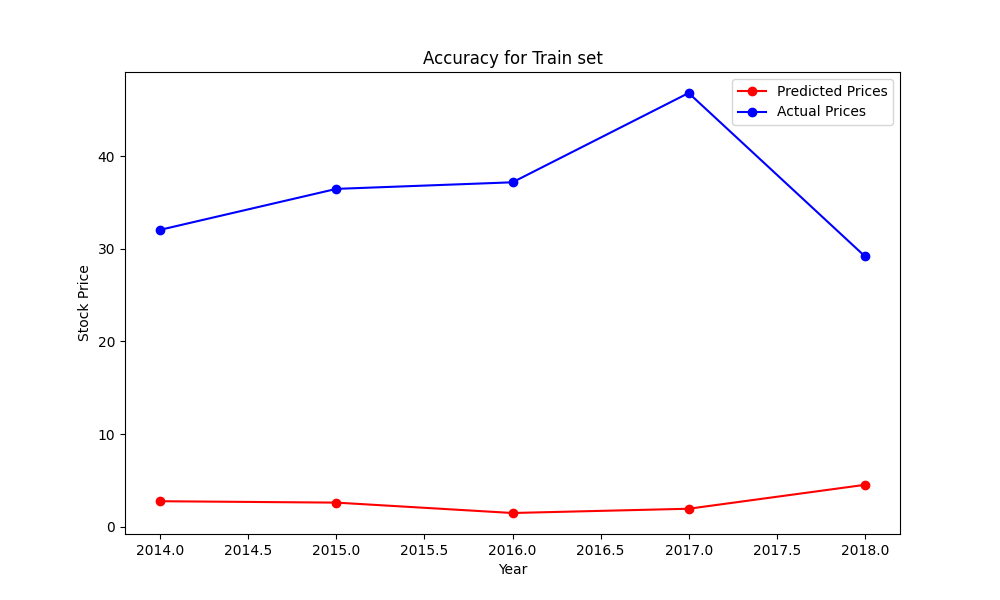 Accuracy for Train set
Predicted Prices
Actual Prices
Stock Price
40
30
20
10
0
2014.0 2014.5 2015.0 2015.5 2016.0 2016.5 2017.0 2017.5 2018.0
Year